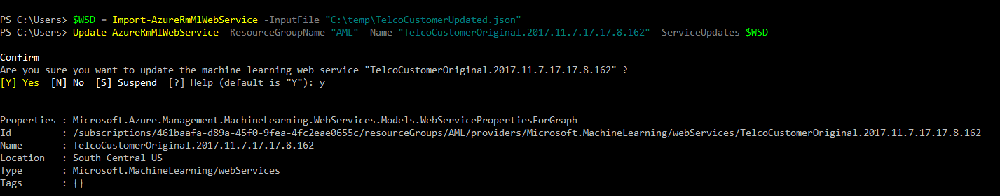 PS C:\Users> $WSD = Import-AzureRmMlWebService -InputFile "C:\temp\TelcoCustomerUpdated.json"
PS C:\Users> Update-AzureRmMlWebService -ResourceGroupName "AML" -Name "TelcoCustomerOriginal.2017.11.7.17.17.8.162" -ServiceUpdates $WSD
Confirm
Are you sure you want to update the machine learning web service "TelcoCustomerOriginal.2017.11.7.17.17.8.162" ?
[Y] Yes  [N] No  [S] Suspend  [?] Help (default is "Y"): y
Properties : Microsoft.Azure.Management.MachineLearning.WebServices.Models.WebServicePropertiesForGraph
Id         : /subscriptions/461baafa-d89a-45f0-9fea-4fc2eae0655c/resourceGroups/AML/providers/Microsoft.MachineLearning/webServices/TelcoCustomerOriginal.2017.11.7.17.17.8.162
Name       : TelcoCustomerOriginal.2017.11.7.17.17.8.162
Location   : South Central US
Type       : Microsoft.MachineLearning/webServices
Tags       : {}